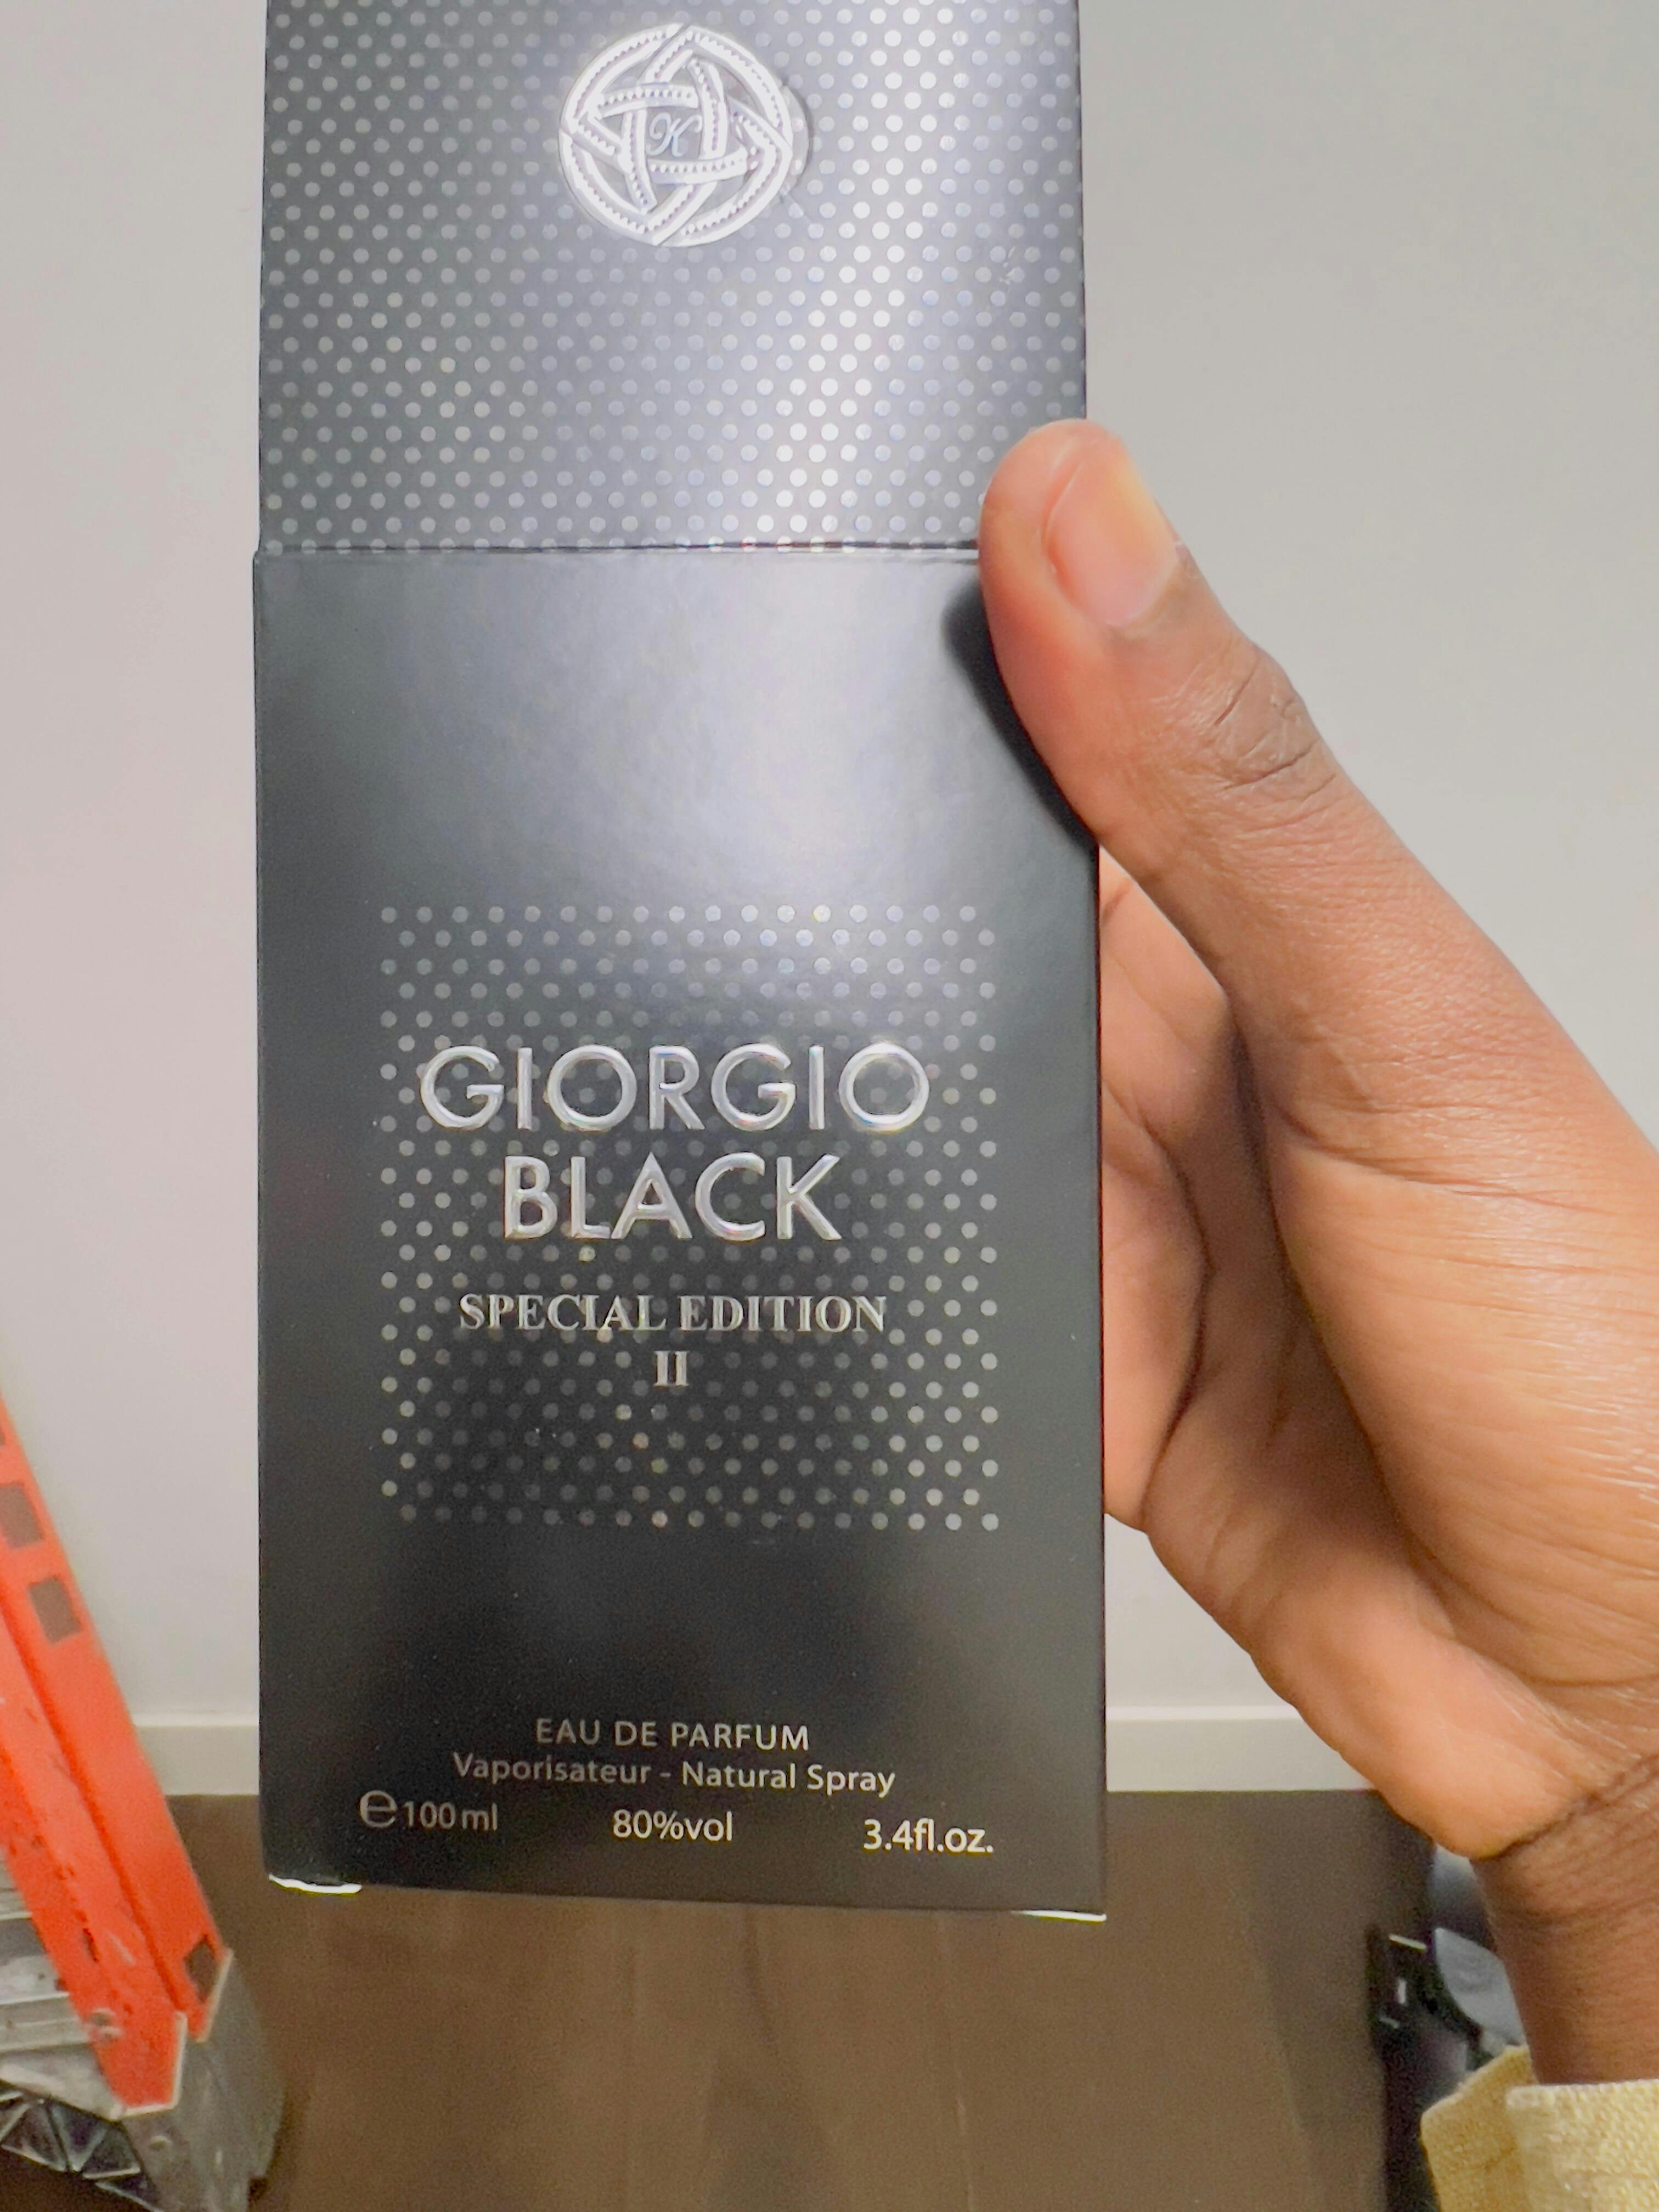 K
GIORGIO
BLACK
SPECIAL EDITION
II
EAU DE PARFUM
Vaporisateur - Natural Spray
℮100ml 80%vol 3.4fl.oz.